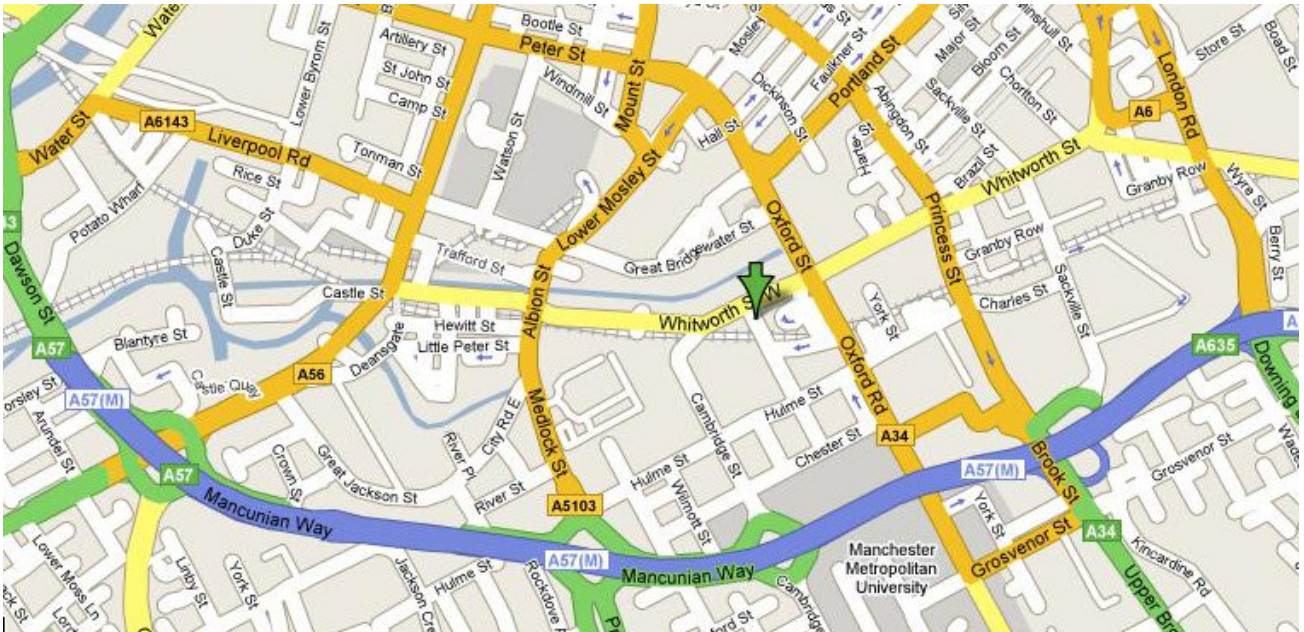 Water St
Bootle St
Artillery St
Lower Byrom St
Peter St
St John St
Windmill St
Mount St
Mosley
Dickinson St
Faulkner St
Portland St
Major St
Bloom St
Chorlton St
Store St
Boad St
London Rd
A6
A6143
Water St
Liverpool Rd
Camp St
Tonman St
Watson St
Hall St
Abingdon St
Sackville St
Brazil St
Whitworth St
Granby Row
Wyre St
Rice St
Potato Wharf
Duke St
Lower Mosley St
Oxford St
Princess St
Granby Row
Berry St
Dawson St
Castle St
Trafford St
Great Bridgewater St
Castle St
Albion St
Whitworth St W
York St
Charles St
Sackville St
Hewitt St
Little Peter St
Blantyre St
Deansgate
A57
A56
Castle Quay
Oxford Rd
A635
Downing
A57(M)
Arundel St
Medlock St
City Rd E
River Pl
Cambridge St
Hulme St
Chester St
A34
Crown St
Great Jackson St
River St
Hulme St
Wilmott St
A57(M)
Brook St
Grosvenor St
A57
Mancunian Way
A5103
York St
A34
Grosvenor St
Kincardine Rd
Lower Moss Ln
Linby St
York St
Jackson Cr
Hulme St
A57(M)
Mancunian Way
Cambridge
Manchester
Metropolitan
University
Upper Br